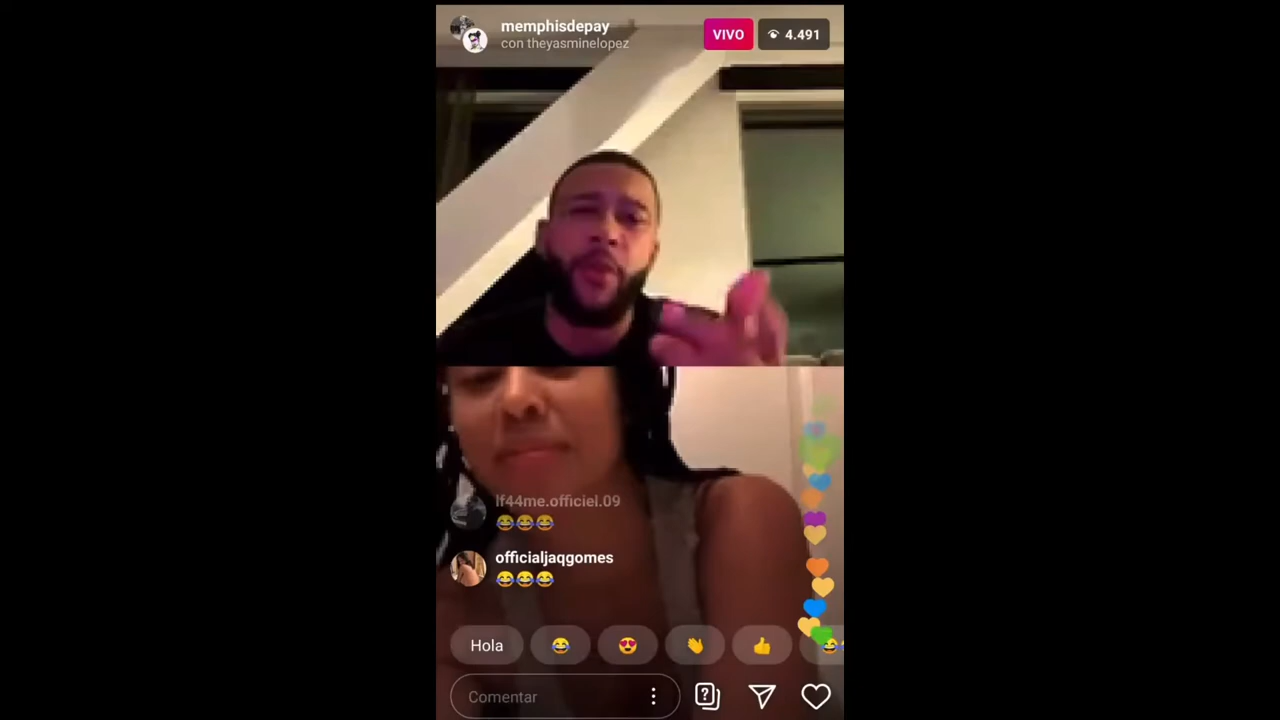 memphisdepay
con theyasminelopez
VIVO
4.491
lf44me.officiel.09
😂😂😂
officialjaqgomes
😂😂😂
Hola 😂 😍 👏 👍
Comentar